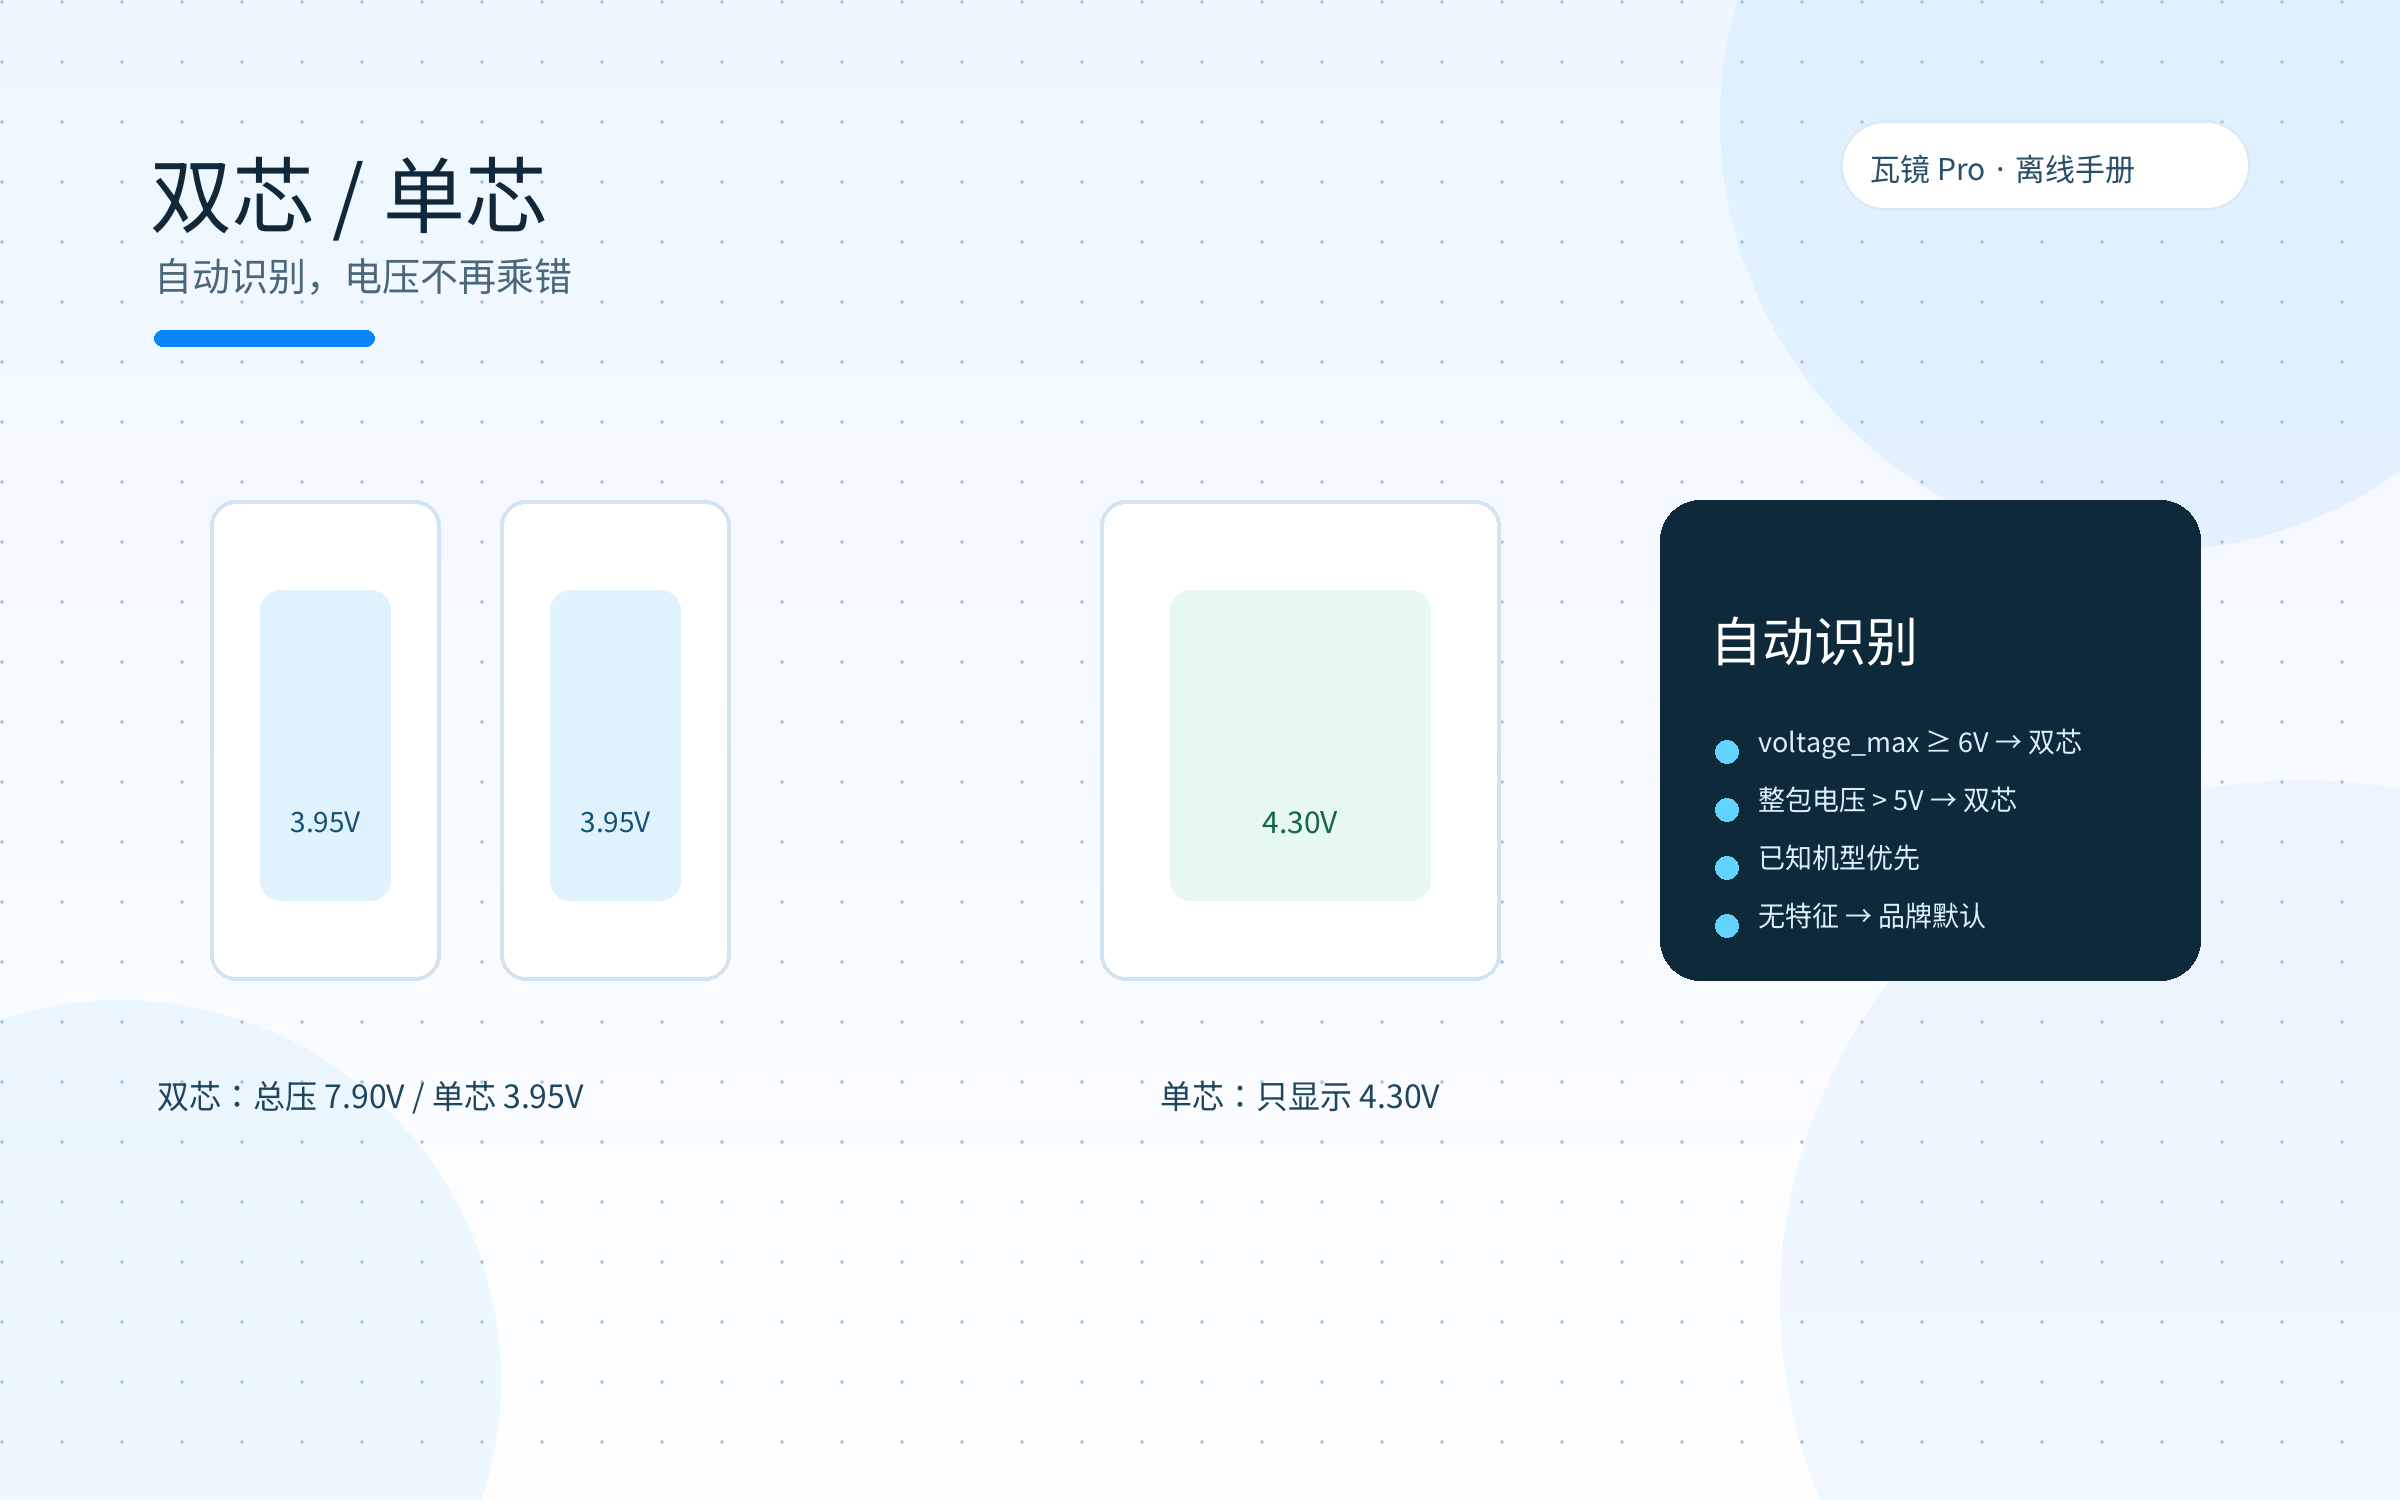 双芯 / 单芯
自动识别，电压不再乘错
瓦镜 Pro · 离线手册
3.95V
3.95V
4.30V
自动识别
voltage_max ≥ 6V → 双芯
整包电压 > 5V → 双芯
已知机型优先
无特征 → 品牌默认
双芯：总压 7.90V / 单芯 3.95V
单芯：只显示 4.30V